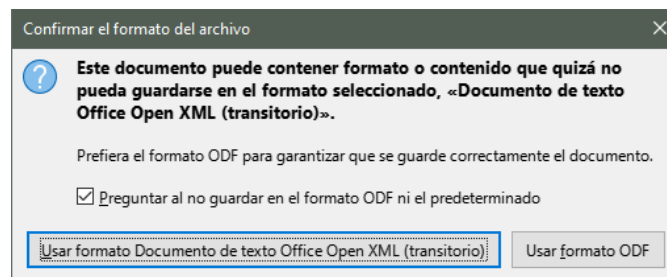 Confirmar el formato del archivo
Este documento puede contener formato o contenido que quizá no
pueda guardarse en el formato seleccionado, «Documento de texto
Office Open XML (transitorio)».
Prefiera el formato ODF para garantizar que se guarde correctamente el documento.
Preguntar al no guardar en el formato ODF ni el predeterminado
Usar formato Documento de texto Office Open XML (transitorio)
Usar formato ODF